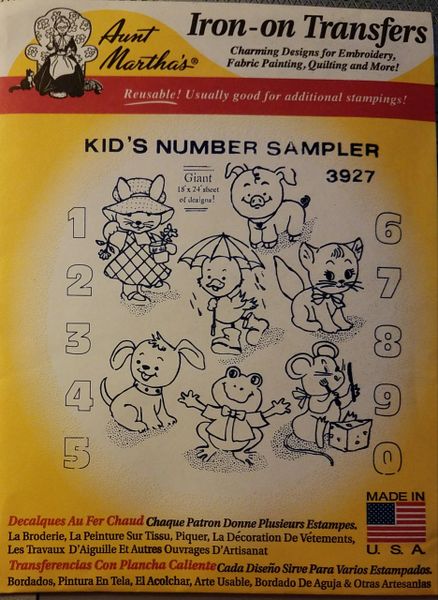 Aunt
Martha's®
Iron-on Transfers
Charming Designs for Embroidery,
Fabric Painting, Quilting and More!
Reusable! Usually good for additional stampings!
KID'S NUMBER SAMPLER
3927
Giant
18"x 24" sheet
of designs!
1
2
3
4
5
6
7
8
9
0
MADE IN
U. S. A.
Decalques Au Fer Chaud Chaque Patron Donne Plusieurs Estampes.
La Broderie, La Peinture Sur Tissu, Piquer, La Décoration De Vétements,
Les Travaux D'Aiguille Et Autres Ouvrages D'Artisanat
Transferencias Con Plancha Caliente Cada Diseño Sirve Para Varios Estampados.
Bordados, Pintura En Tela, El Acolchar, Arte Usable, Bordado De Aguja & Otras Artesanias